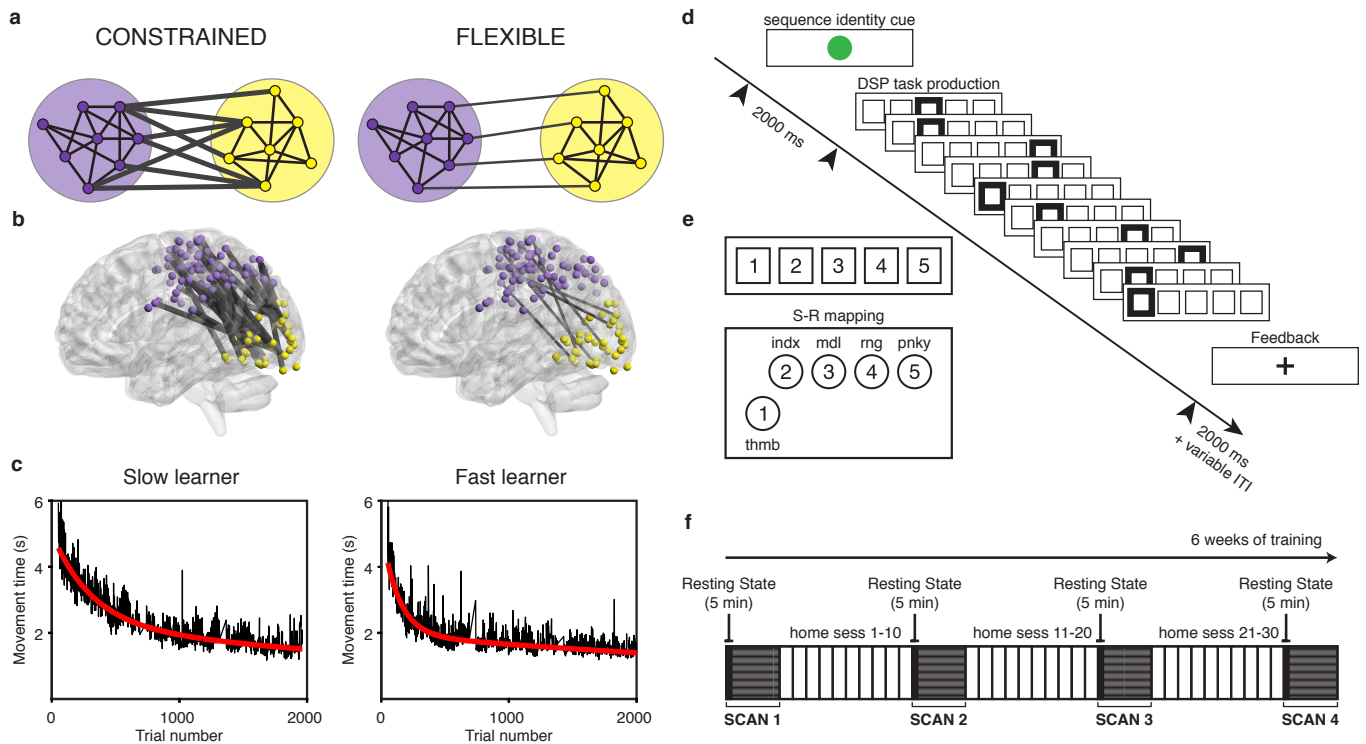 a
CONSTRAINED
FLEXIBLE
b
c
Slow learner
Fast learner
Movement time (s)
6
4
2
0
1000
2000
Trial number
Movement time (s)
6
4
2
0
1000
2000
Trial number
d
sequence identity cue
DSP task production
2000 ms
Feedback
+
2000 ms
+ variable ITI
e
1 2 3 4 5
S-R mapping
indx mdl rng pnky
2 3 4 5
1
thmb
f
6 weeks of training
Resting State
(5 min)
Resting State
(5 min)
Resting State
(5 min)
Resting State
(5 min)
home sess 1-10
home sess 11-20
home sess 21-30
SCAN 1
SCAN 2
SCAN 3
SCAN 4